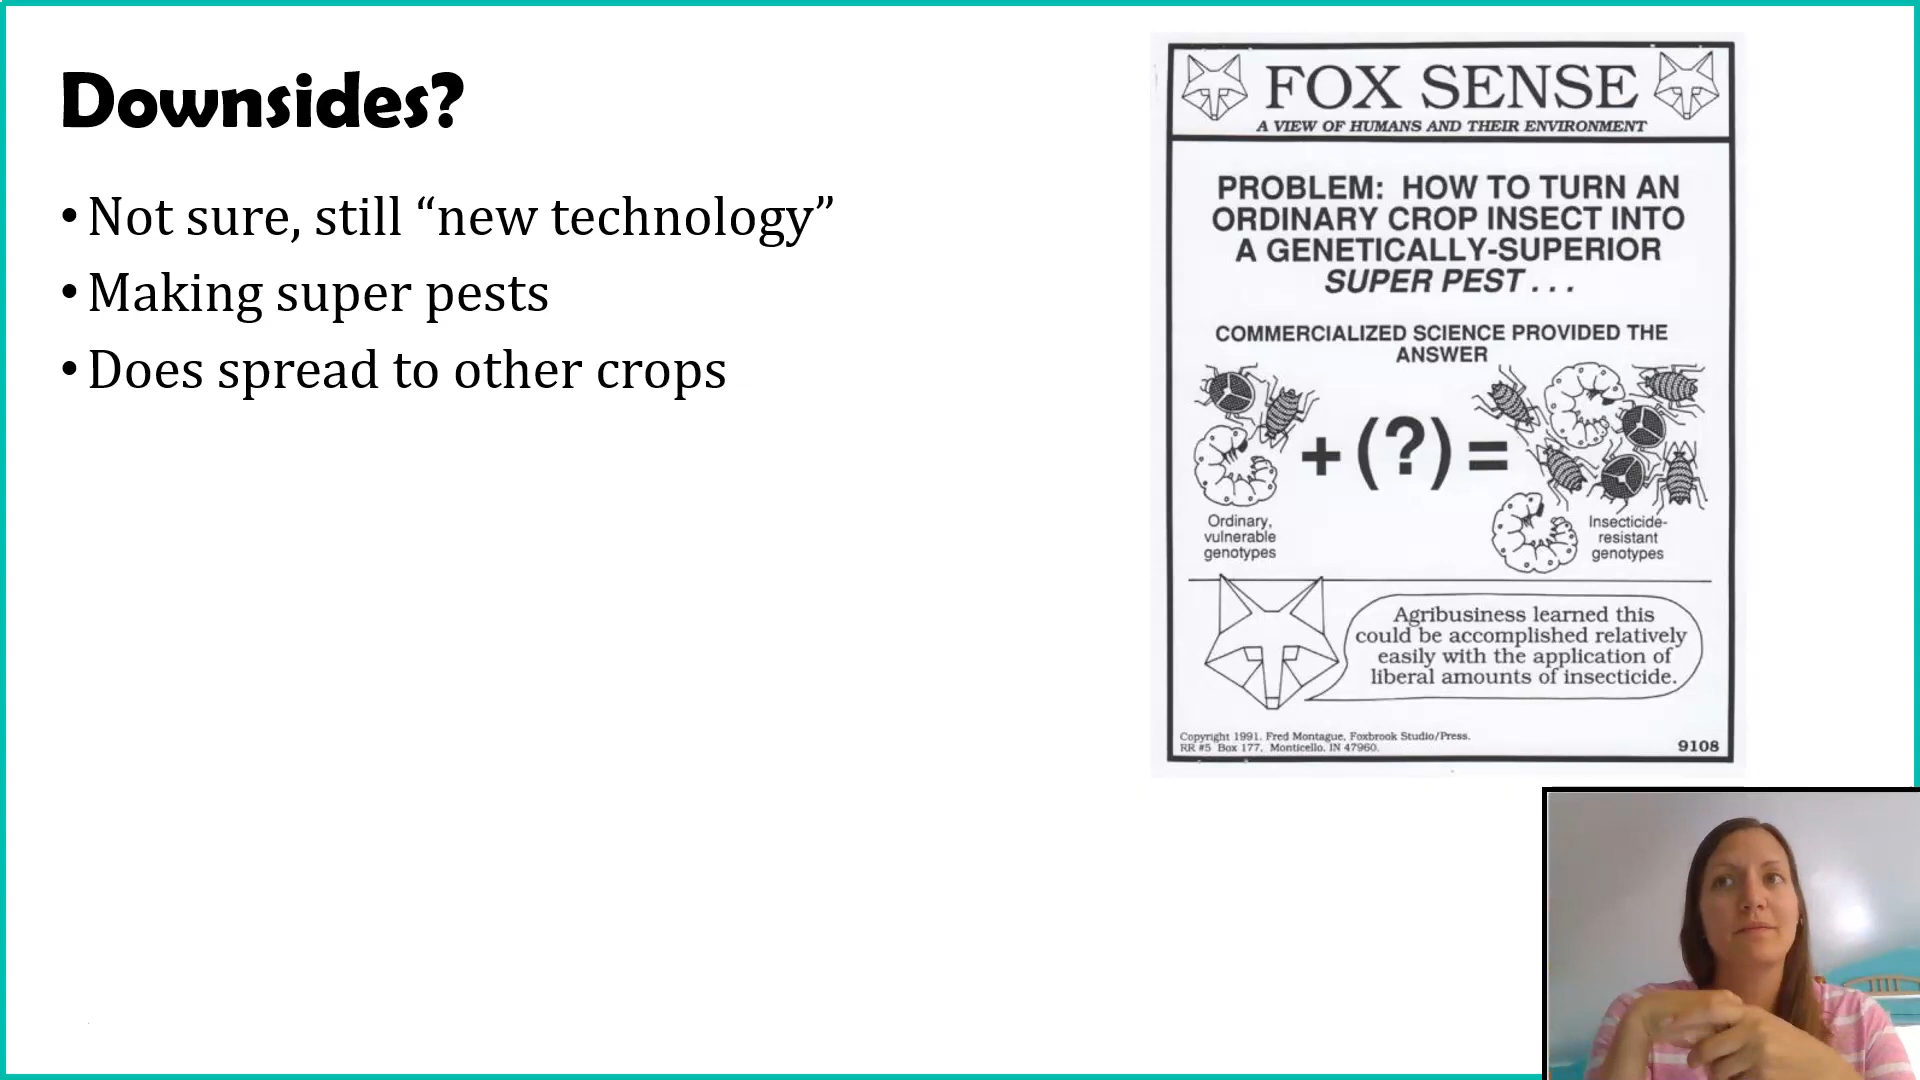 Downsides?
• Not sure, still “new technology”
• Making super pests
• Does spread to other crops
FOX SENSE
A VIEW OF HUMANS AND THEIR ENVIRONMENT
PROBLEM: HOW TO TURN AN
ORDINARY CROP INSECT INTO
A GENETICALLY-SUPERIOR
SUPER PEST . . .
COMMERCIALIZED SCIENCE PROVIDED THE
ANSWER
+ (?) =
Ordinary,
vulnerable
genotypes
Insecticide-
resistant
genotypes
Agribusiness learned this
could be accomplished relatively
easily with the application of
liberal amounts of insecticide.
Copyright 1991. Fred Montague, Foxbrook Studio/Press.
RR #5 Box 177, Monticello, IN 47960.
9108